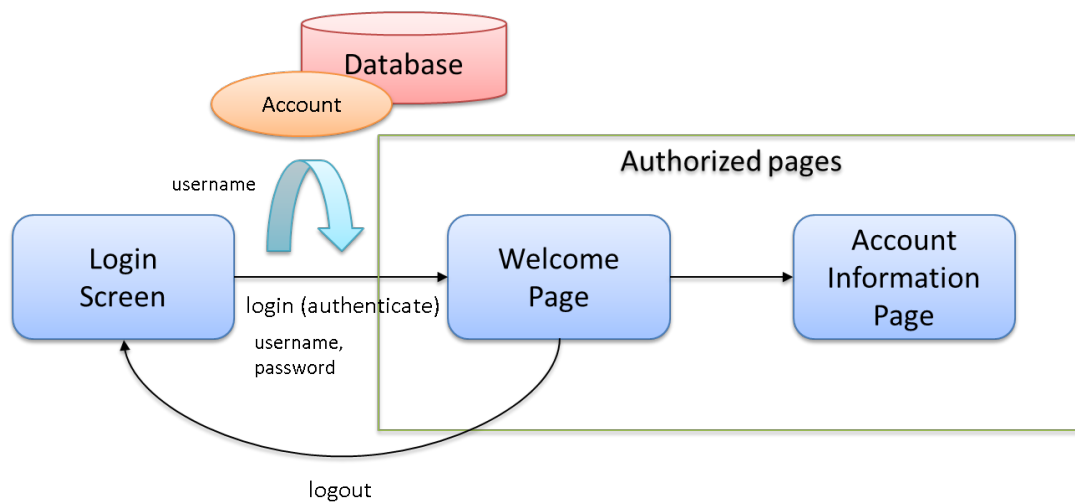 Database
Account
Authorized pages
username
Login
Screen
Welcome
Page
Account
Information
Page
login (authenticate)
username,
password
logout